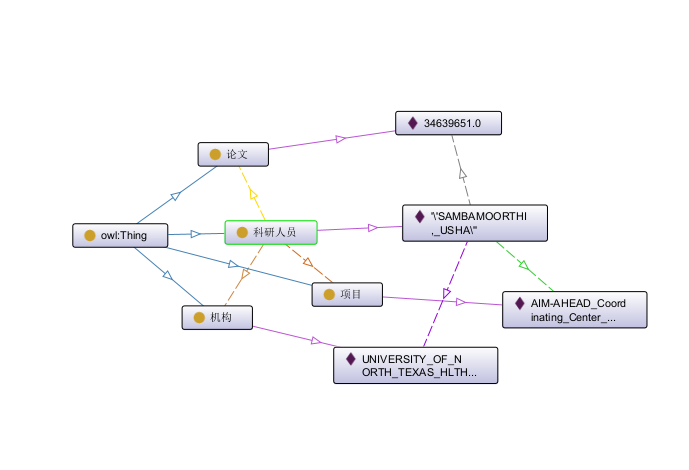 34639651.0
论文
"\'SAMBAMOORTHI
,_USHA\"
owl:Thing
科研人员
项目
AIM-AHEAD_Coord
inating_Center_...
机构
UNIVERSITY_OF_N
ORTH_TEXAS_HLTH...